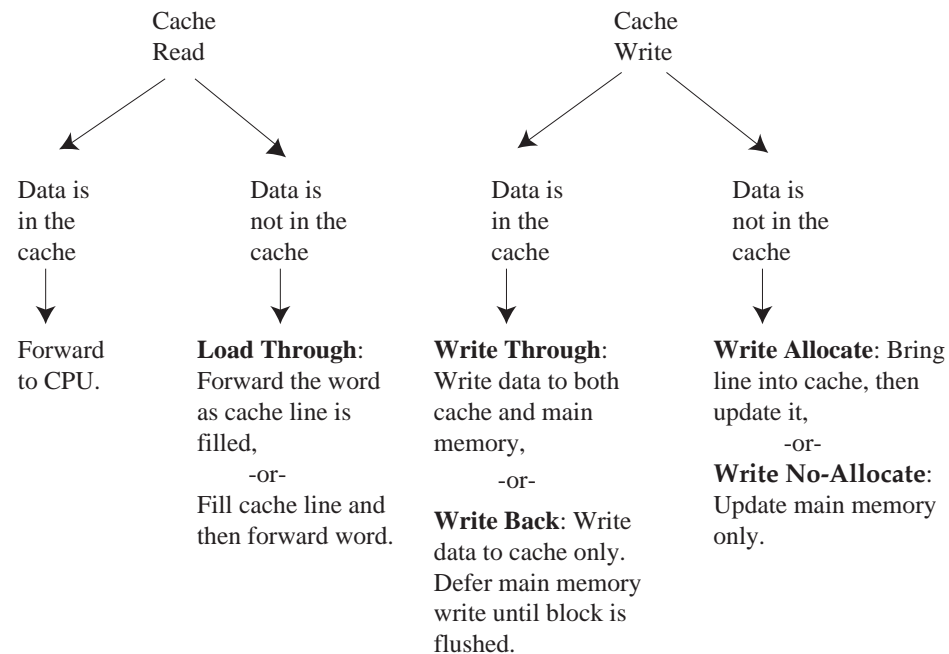 Cache
Read
Cache
Write
Data is
in the
cache
Data is
not in the
cache
Data is
in the
cache
Data is
not in the
cache
Forward
to CPU.
Load Through:
Forward the word
as cache line is
filled,
-or-
Fill cache line and
then forward word.
Write Through:
Write data to both
cache and main
memory,
-or-
Write Back: Write
data to cache only.
Defer main memory
write until block is
flushed.
Write Allocate: Bring
line into cache, then
update it,
-or-
Write No-Allocate:
Update main memory
only.